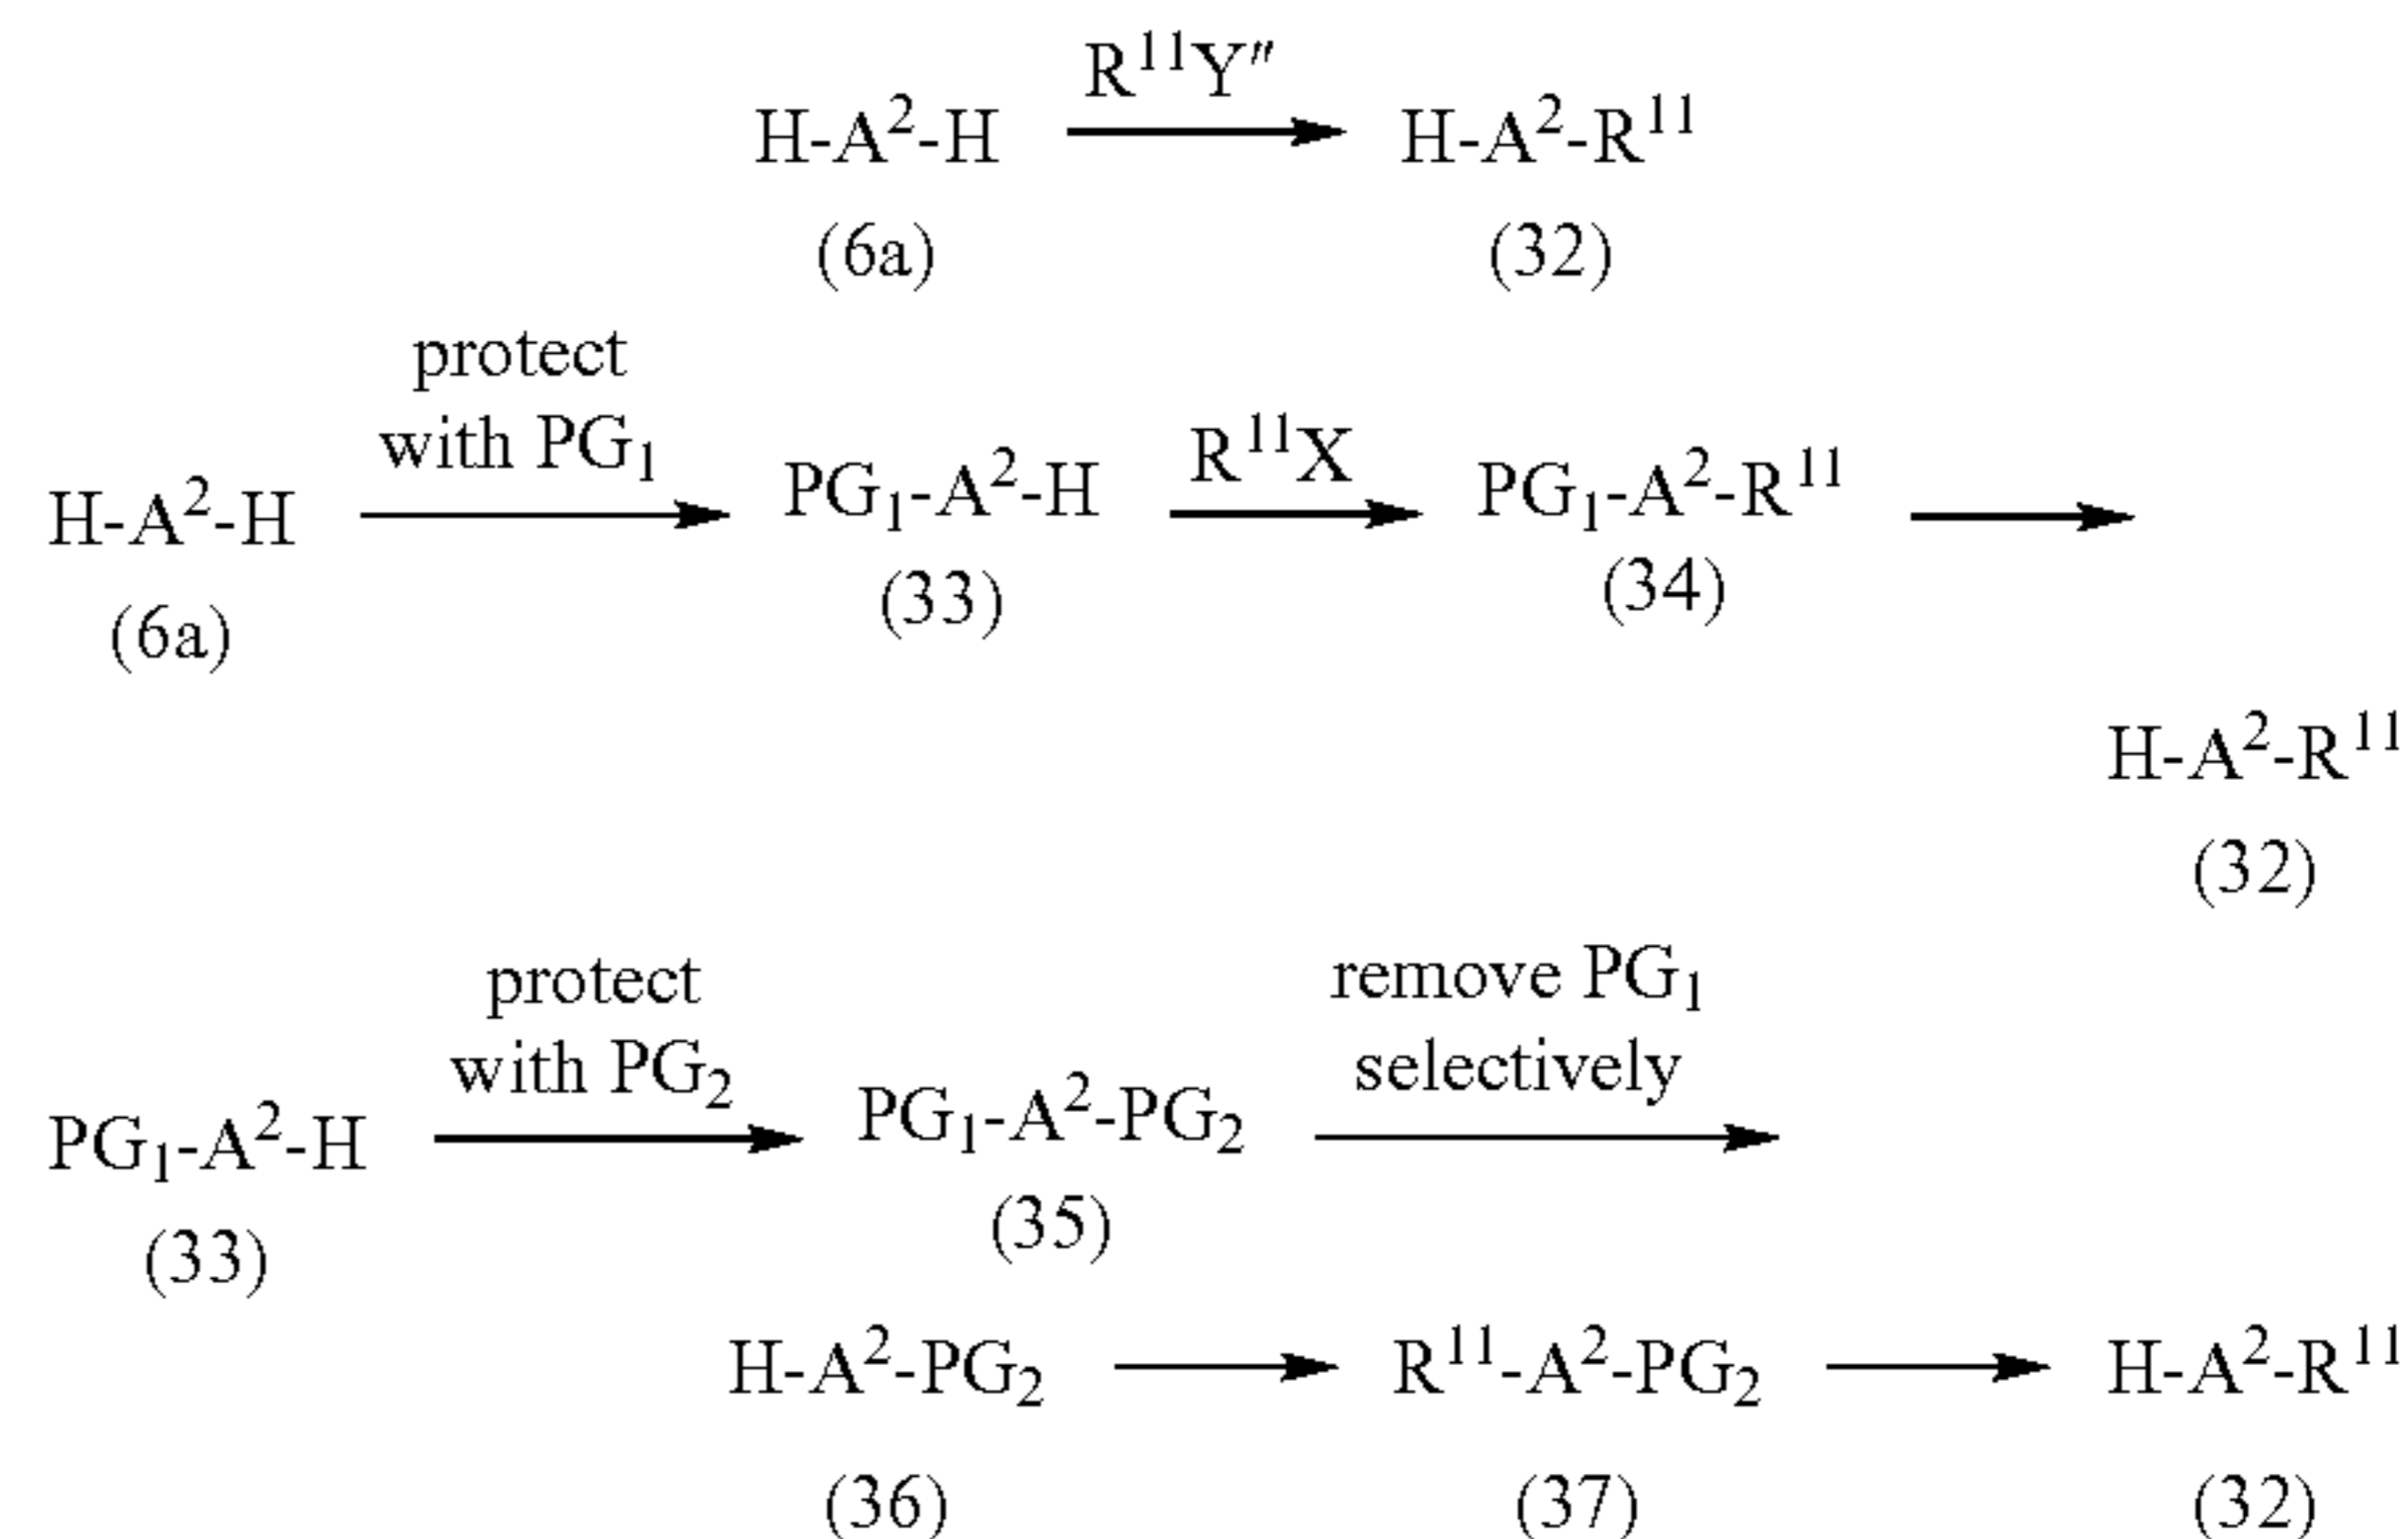 R¹¹Y″
H-A²-H H-A²-R¹¹
(6a) (32)
protect
with PG₁ R¹¹X
H-A²-H PG₁-A²-H PG₁-A²-R¹¹
(6a) (33) (34)
H-A²-R¹¹
(32)
protect remove PG₁
with PG₂ selectively
PG₁-A²-H PG₁-A²-PG₂
(33) (35)
H-A²-PG₂ R¹¹-A²-PG₂ H-A²-R¹¹
(36) (37) (32)